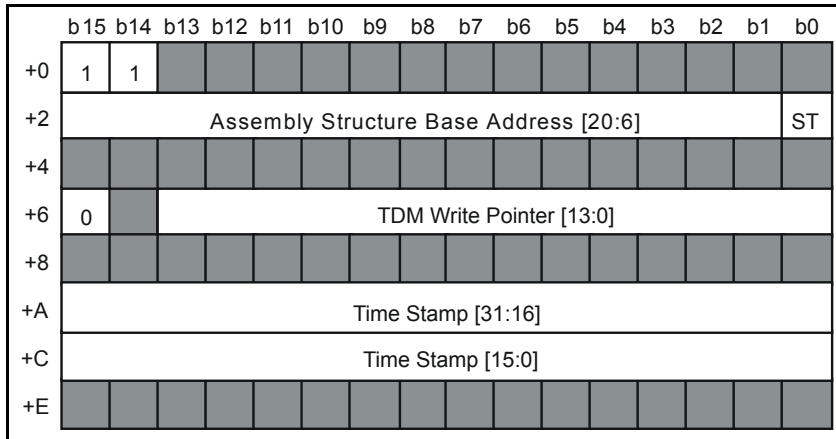 b15 b14 b13 b12 b11 b10 b9 b8 b7 b6 b5 b4 b3 b2 b1 b0
+0 1 1
+2 Assembly Structure Base Address [20:6] ST
+4
+6 0 TDM Write Pointer [13:0]
+8
+A Time Stamp [31:16]
+C Time Stamp [15:0]
+E